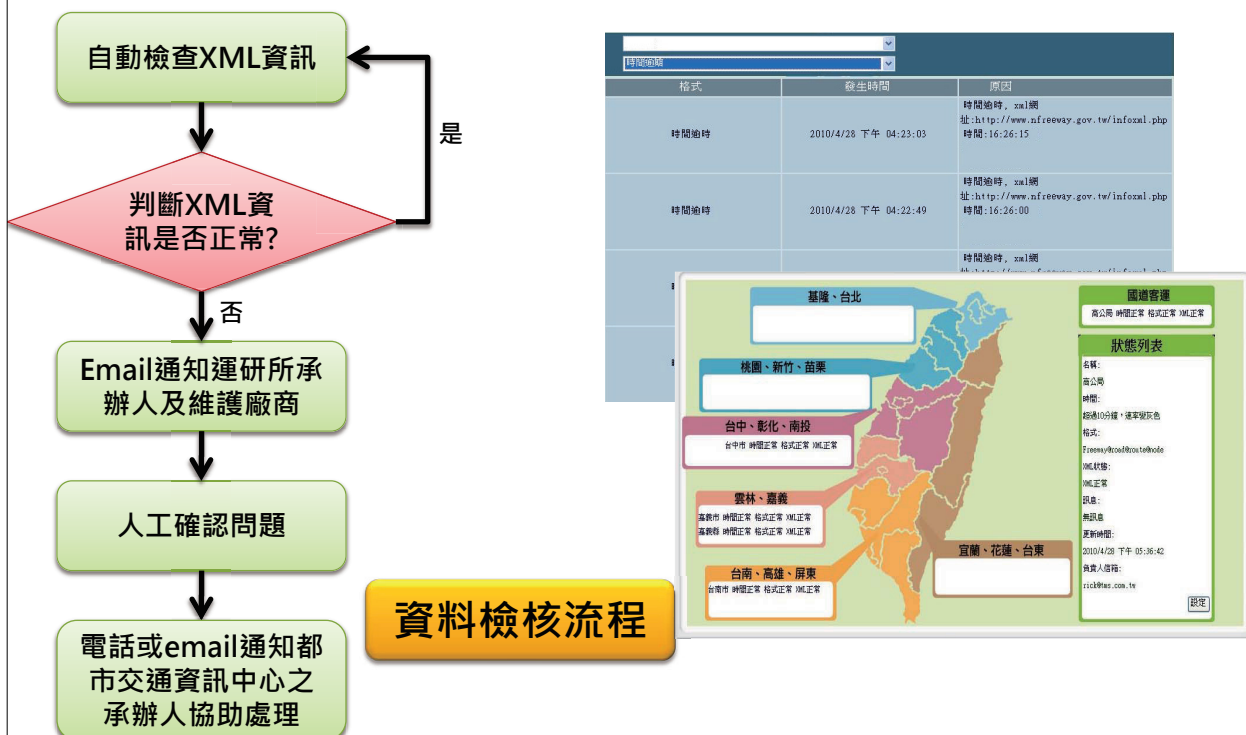 自動檢查XML資訊
是
判斷XML資
訊是否正常?
否
Email通知運研所承
辦人及維護廠商
人工確認問題
電話或email通知都
市交通資訊中心之
承辦人協助處理
資料檢核流程
時間逾時
格式 發生時間 原因
時間逾時 2010/4/28 下午 04:23:03
時間逾時, xml網
址:http://www.nfreeway.gov.tw/infoxml.php
時間:16:26:15
時間逾時 2010/4/28 下午 04:22:49
時間逾時, xml網
址:http://www.nfreeway.gov.tw/infoxml.php
時間:16:26:00
時間逾時, xml網
基隆、台北
桃園、新竹、苗栗
台中、彰化、南投
台中市 時間正常 格式正常 XML正常
雲林、嘉義
嘉義市 時間正常 格式正常 XML正常
嘉義縣 時間正常 格式正常 XML正常
台南、高雄、屏東
台南市 時間正常 格式正常 XML正常
宜蘭、花蓮、台東
國道客運
高公局 時間正常 格式正常 XML正常
狀態列表
名稱:
高公局
時間:
超過10分鐘，速率變灰色
格式:
Freeway@road@route@node
XML狀態:
XML正常
訊息:
無訊息
更新時間:
2010/4/28 下午 05:36:42
負責人信箱:
設定